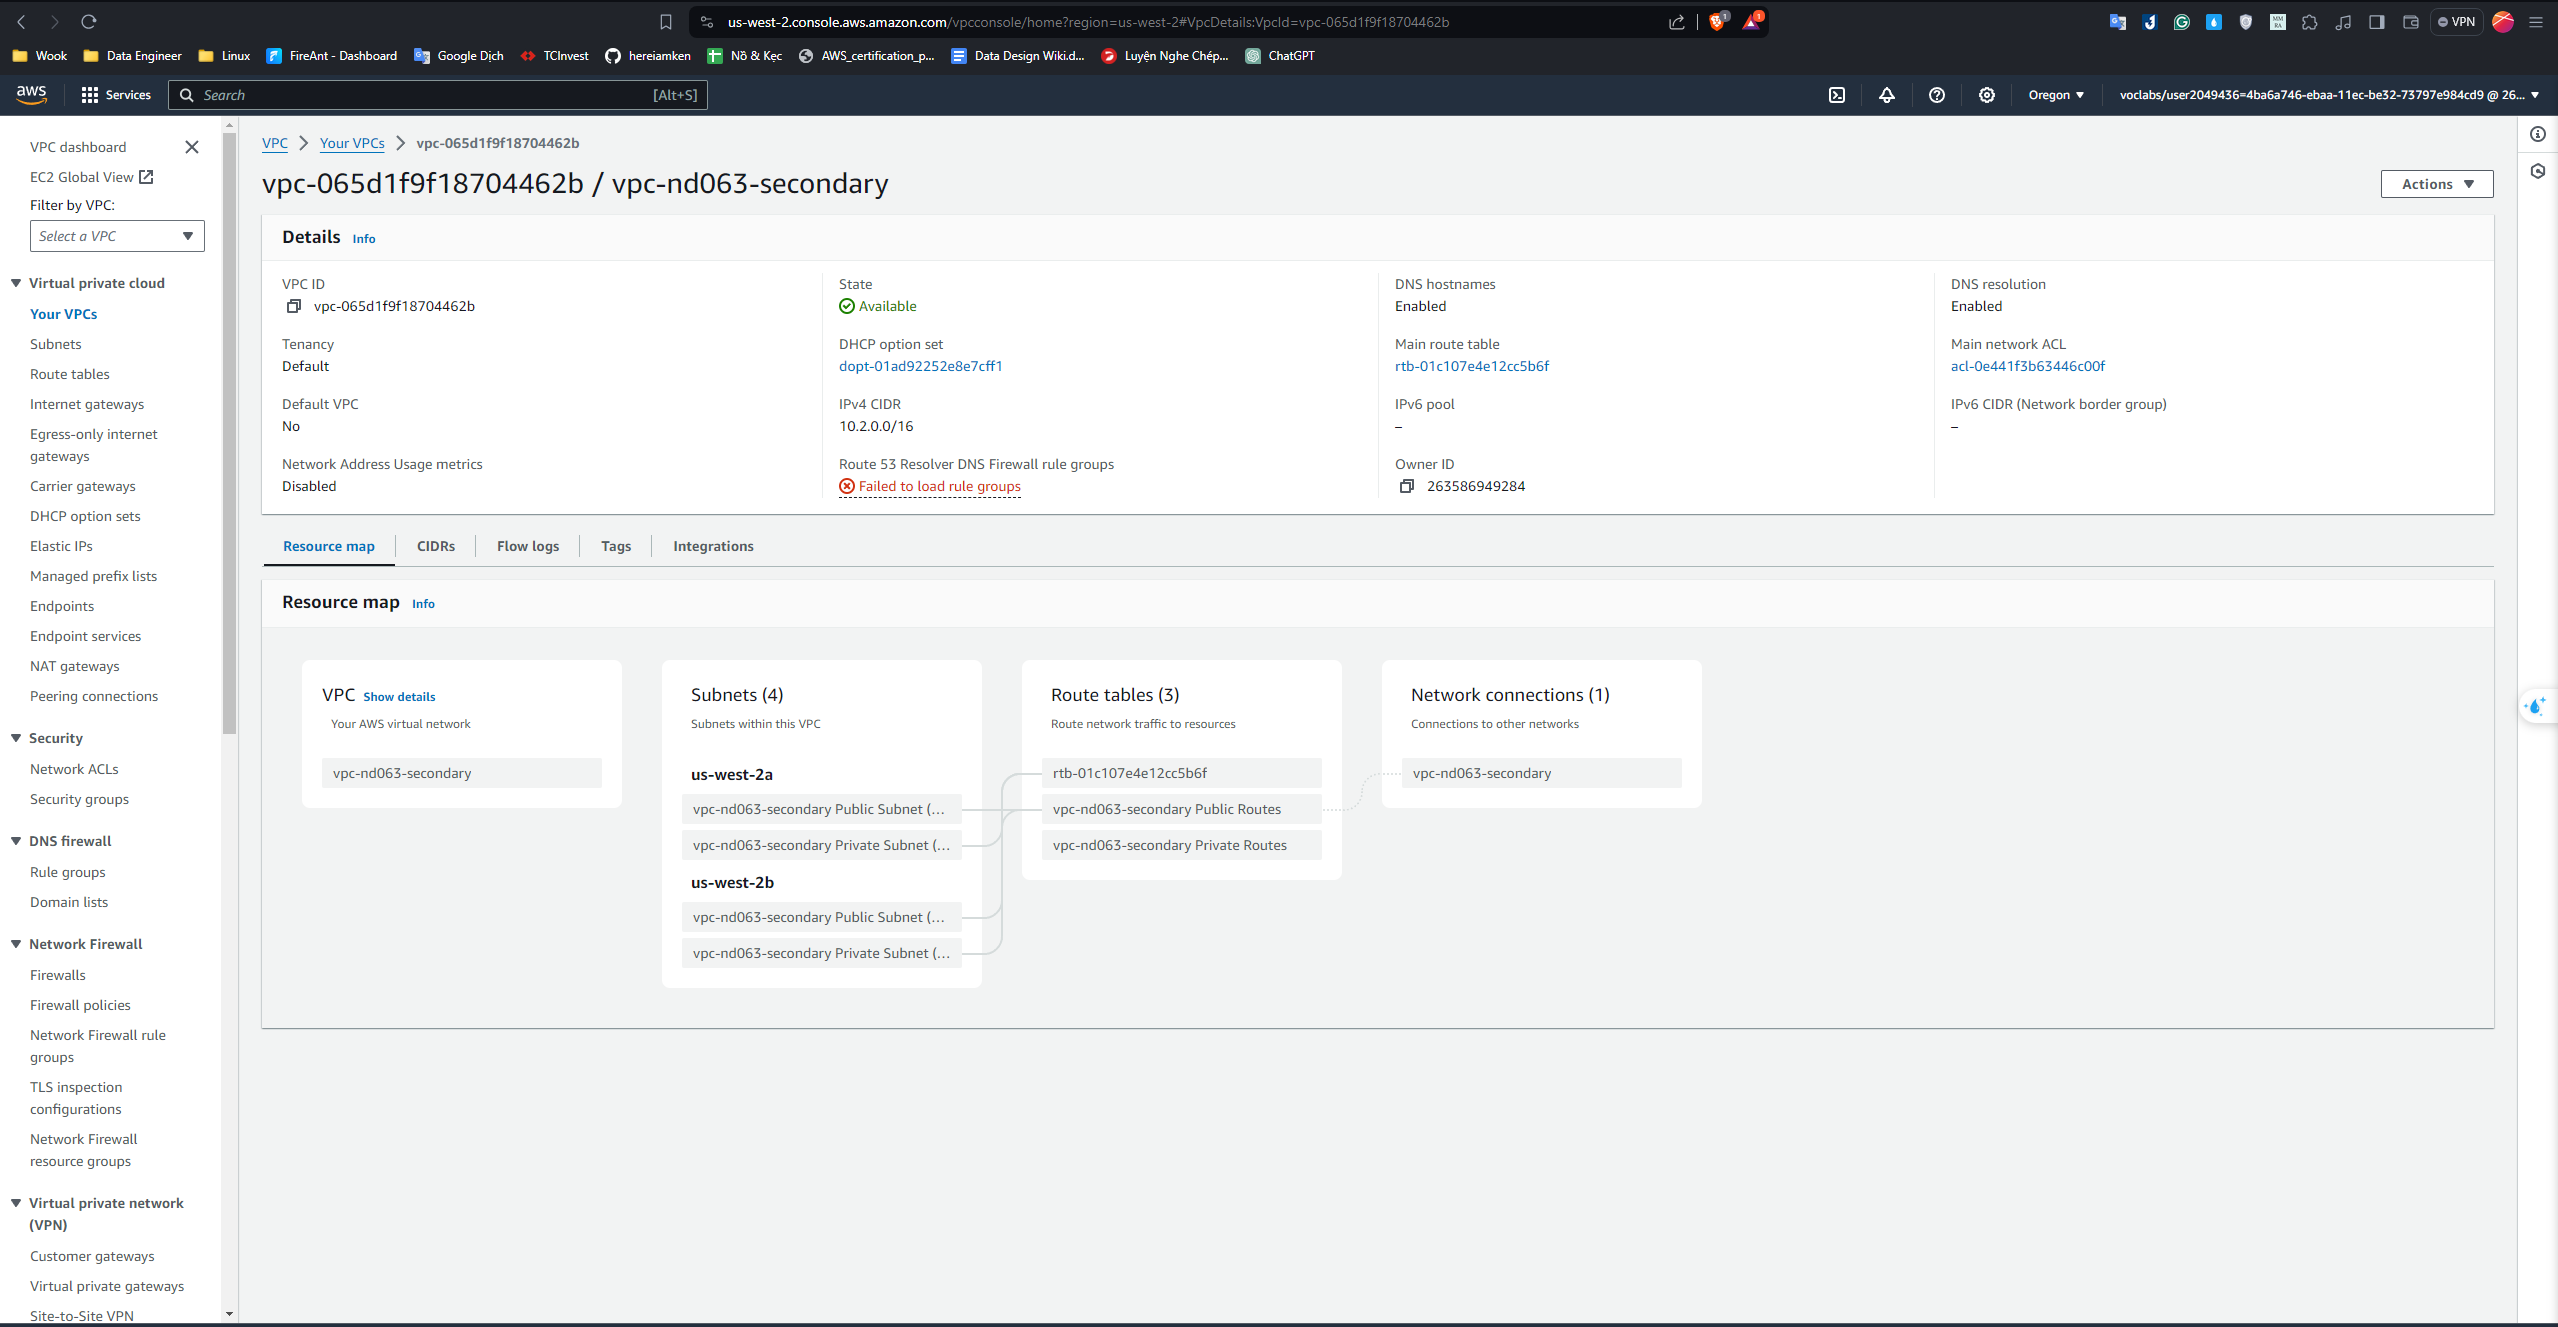 us-west-2.console.aws.amazon.com/vpcconsole/home?region=us-west-2#VpcDetails:VpcId=vpc-065d1f9f18704462b
1
1
VPN
Wook
Data Engineer
Linux
FireAnt - Dashboard
Google Dịch
TCInvest
hereiamken
Nồ & Kẹc
AWS_certification_p...
Data Design Wiki.d...
Luyện Nghe Chép...
ChatGPT
aws
Services
Search
[Alt+S]
Oregon
voclabs/user2049436=4ba6a746-ebaa-11ec-be32-73797e984cd9 @ 26...
VPC dashboard
EC2 Global View
Filter by VPC:
Select a VPC
Virtual private cloud
Your VPCs
Subnets
Route tables
Internet gateways
Egress-only internet
gateways
Carrier gateways
DHCP option sets
Elastic IPs
Managed prefix lists
Endpoints
Endpoint services
NAT gateways
Peering connections
Security
Network ACLs
Security groups
DNS firewall
Rule groups
Domain lists
Network Firewall
Firewalls
Firewall policies
Network Firewall rule
groups
TLS inspection
configurations
Network Firewall
resource groups
Virtual private network
(VPN)
Customer gateways
Virtual private gateways
Site-to-Site VPN
VPC > Your VPCs > vpc-065d1f9f18704462b
vpc-065d1f9f18704462b / vpc-nd063-secondary
Actions
Details Info
VPC ID
vpc-065d1f9f18704462b
State
Available
DNS hostnames
Enabled
DNS resolution
Enabled
Tenancy
Default
DHCP option set
dopt-01ad92252e8e7cff1
Main route table
rtb-01c107e4e12cc5b6f
Main network ACL
acl-0e441f3b63446c00f
Default VPC
No
IPv4 CIDR
10.2.0.0/16
IPv6 pool
–
IPv6 CIDR (Network border group)
–
Network Address Usage metrics
Disabled
Route 53 Resolver DNS Firewall rule groups
Failed to load rule groups
Owner ID
263586949284
Resource map
CIDRs
Flow logs
Tags
Integrations
Resource map Info
VPC Show details
Your AWS virtual network
vpc-nd063-secondary
Subnets (4)
Subnets within this VPC
us-west-2a
vpc-nd063-secondary Public Subnet (...
vpc-nd063-secondary Private Subnet (...
us-west-2b
vpc-nd063-secondary Public Subnet (...
vpc-nd063-secondary Private Subnet (...
Route tables (3)
Route network traffic to resources
rtb-01c107e4e12cc5b6f
vpc-nd063-secondary Public Routes
vpc-nd063-secondary Private Routes
Network connections (1)
Connections to other networks
vpc-nd063-secondary